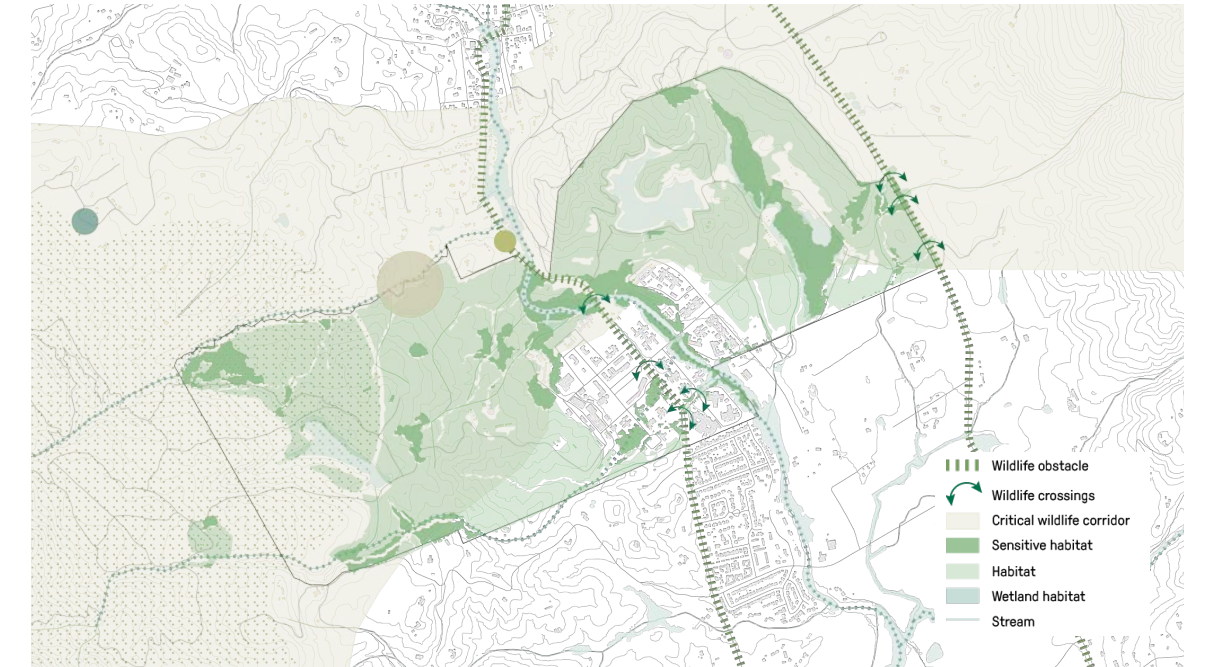 Wildlife obstacle
Wildlife crossings
Critical wildlife corridor
Sensitive habitat
Habitat
Wetland habitat
Stream